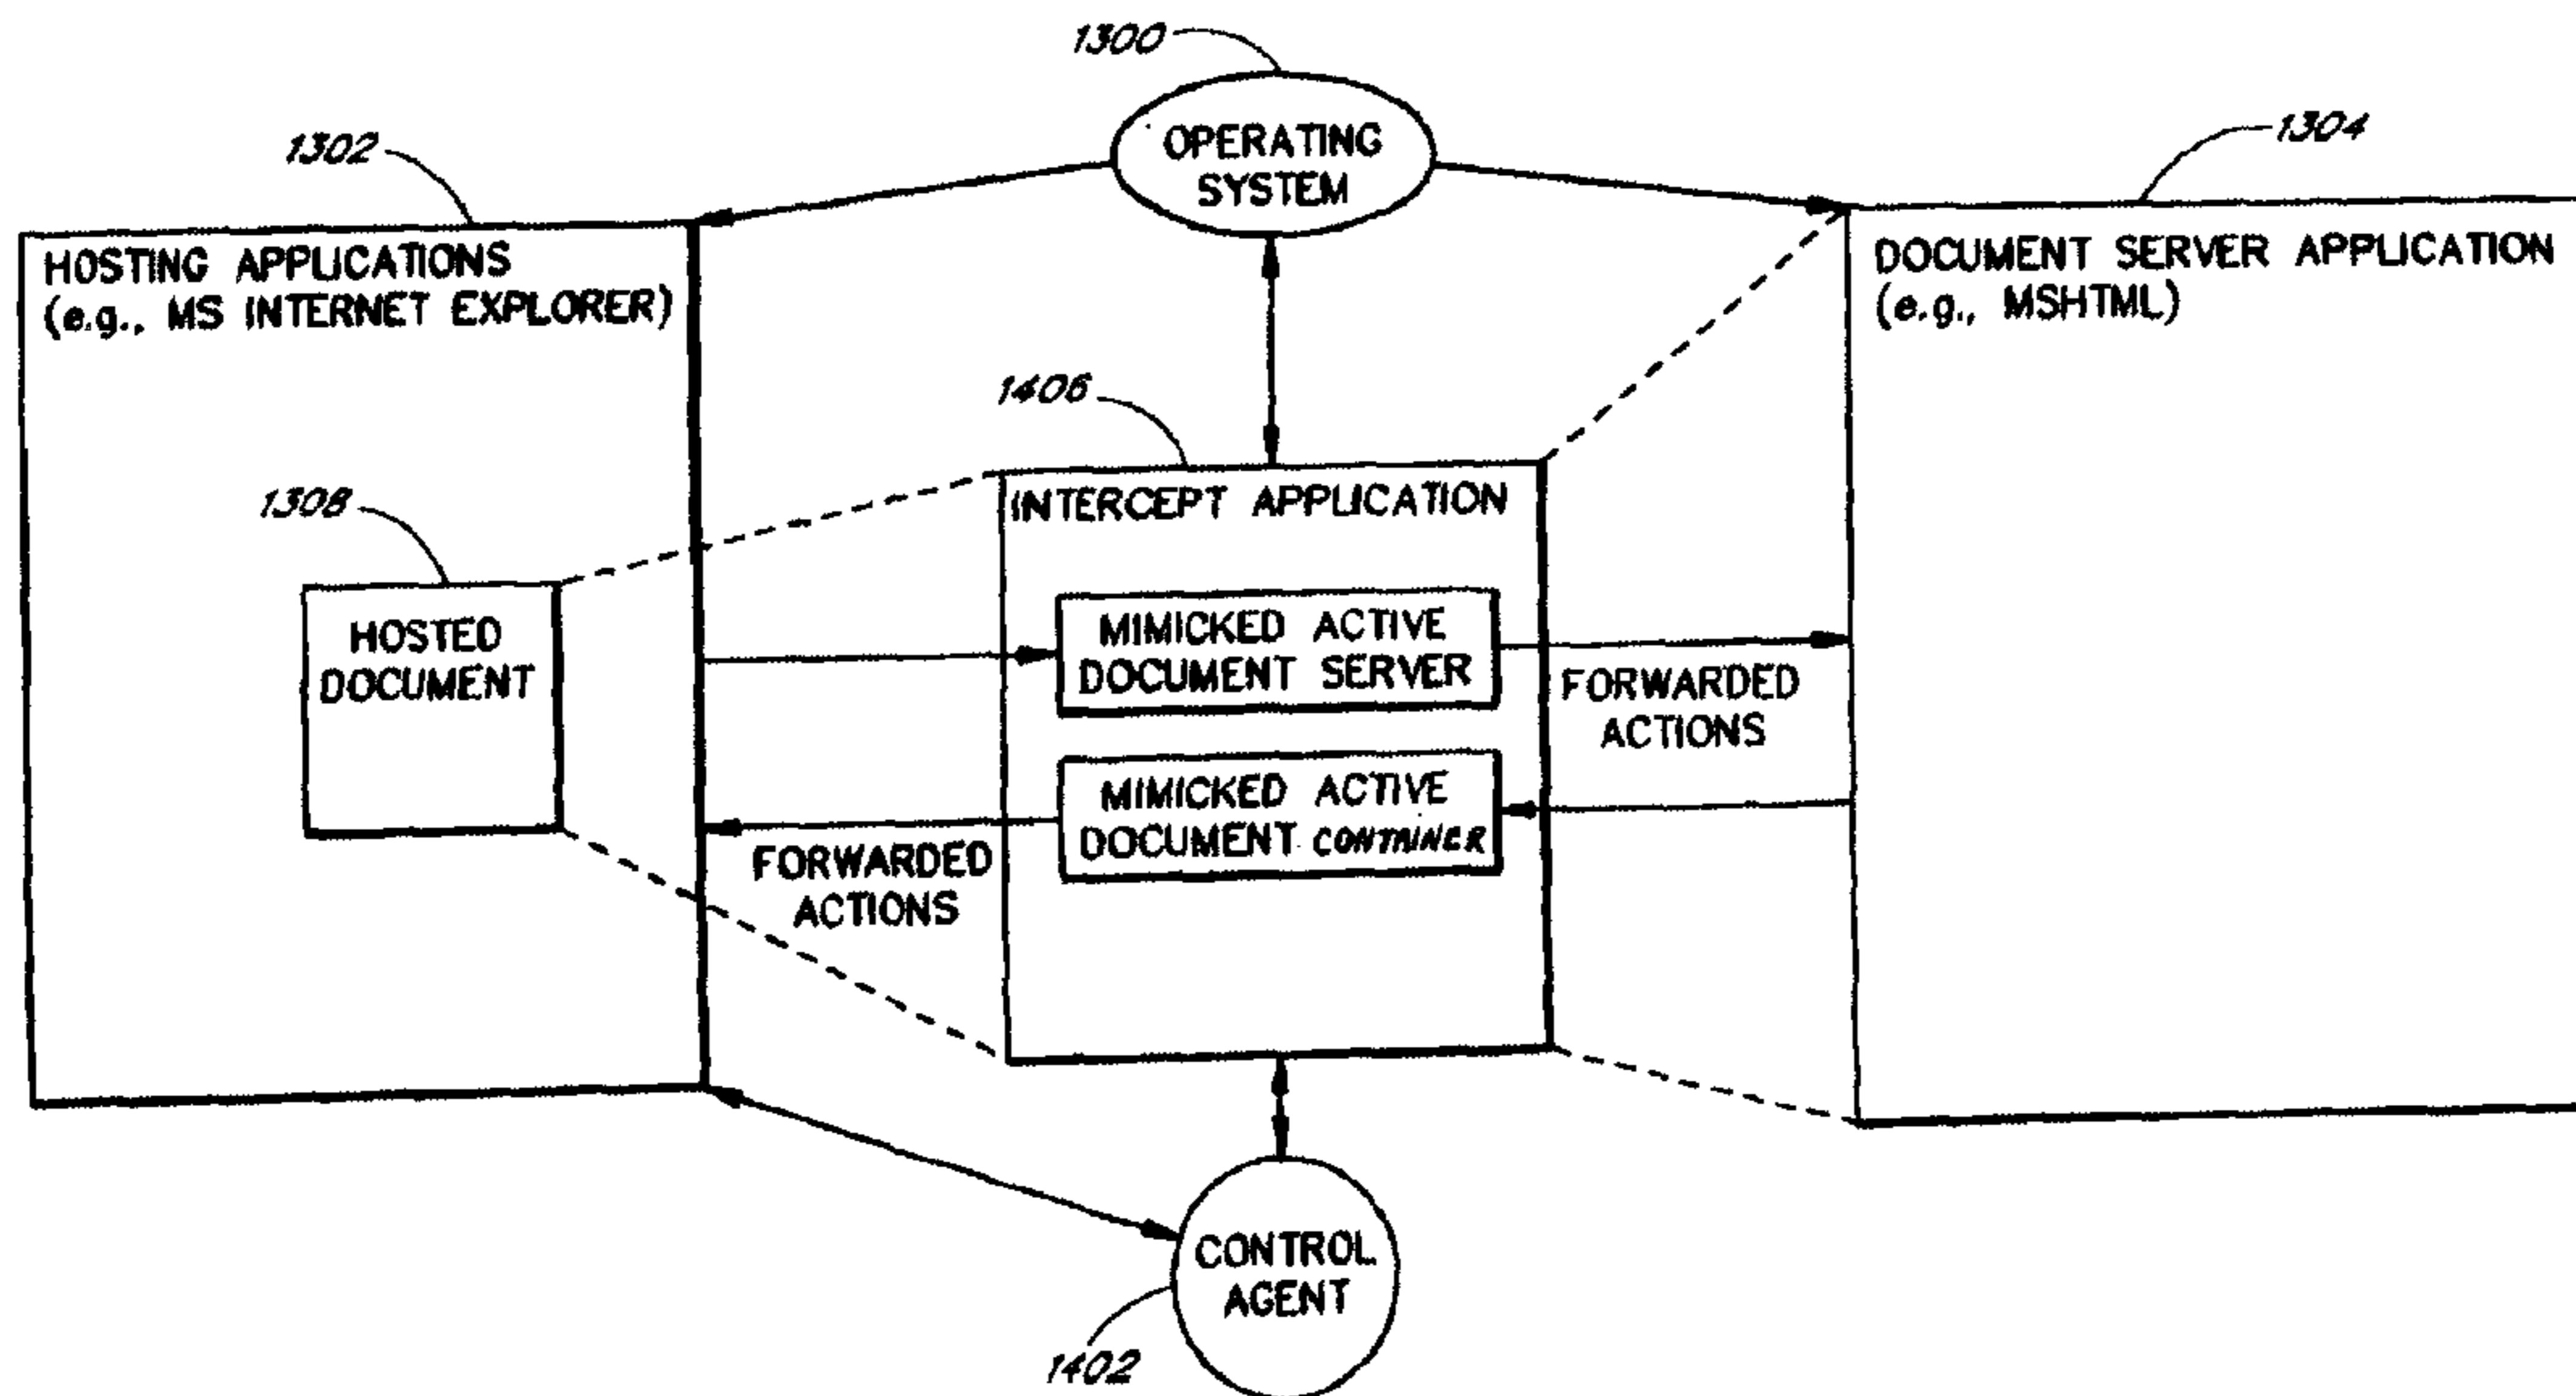 1300
OPERATING
SYSTEM
1302
1304
HOSTING APPLICATIONS
(e.g., MS INTERNET EXPLORER)
DOCUMENT SERVER APPLICATION
(e.g., MSHTML)
1406
INTERCEPT APPLICATION
1308
HOSTED
DOCUMENT
MIMICKED ACTIVE
DOCUMENT SERVER
FORWARDED
ACTIONS
MIMICKED ACTIVE
DOCUMENT CONTAINER
FORWARDED
ACTIONS
CONTROL
AGENT
1402